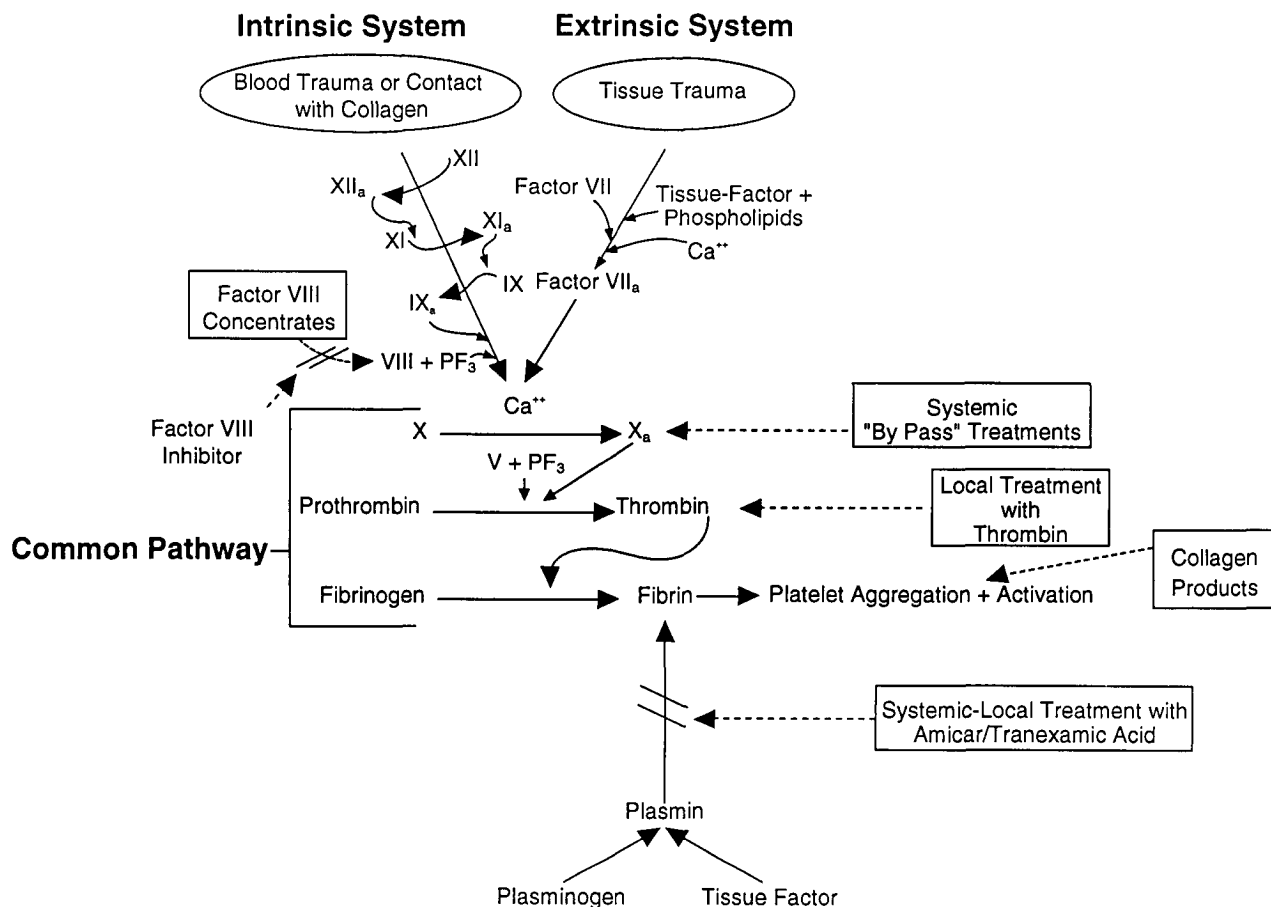 Intrinsic System
Extrinsic System
Blood Trauma or Contact
with Collagen
Tissue Trauma
XII
XIIa
XI
XIa
IX
IXa
Factor VII
Tissue-Factor +
Phospholipids
Ca++
Factor VIIa
Factor VIII
Concentrates
VIII + PF3
Factor VIII
Inhibitor
Ca++
X
Xa
Systemic
"By Pass" Treatments
V + PF3
Prothrombin
Thrombin
Local Treatment
with
Thrombin
Common Pathway
Collagen
Products
Fibrinogen
Fibrin
Platelet Aggregation + Activation
Systemic-Local Treatment with
Amicar/Tranexamic Acid
Plasmin
Plasminogen
Tissue Factor